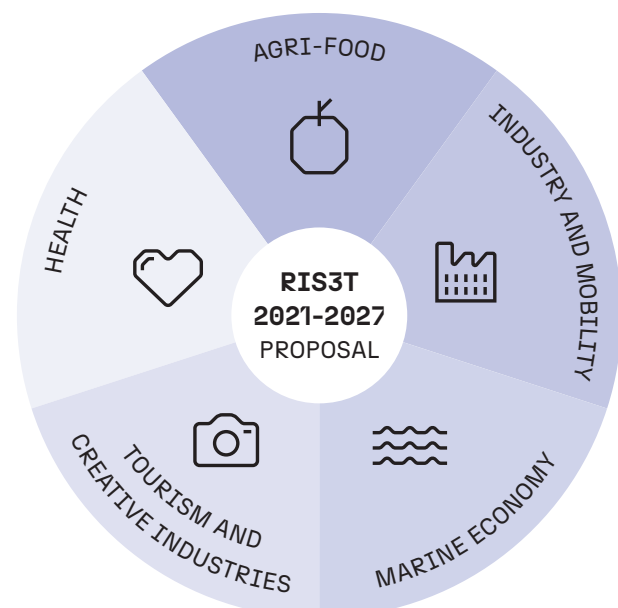 AGRI-FOOD
INDUSTRY AND MOBILITY
MARINE ECONOMY
TOURISM AND
CREATIVE INDUSTRIES
HEALTH
RIS3T
2021-2027
PROPOSAL